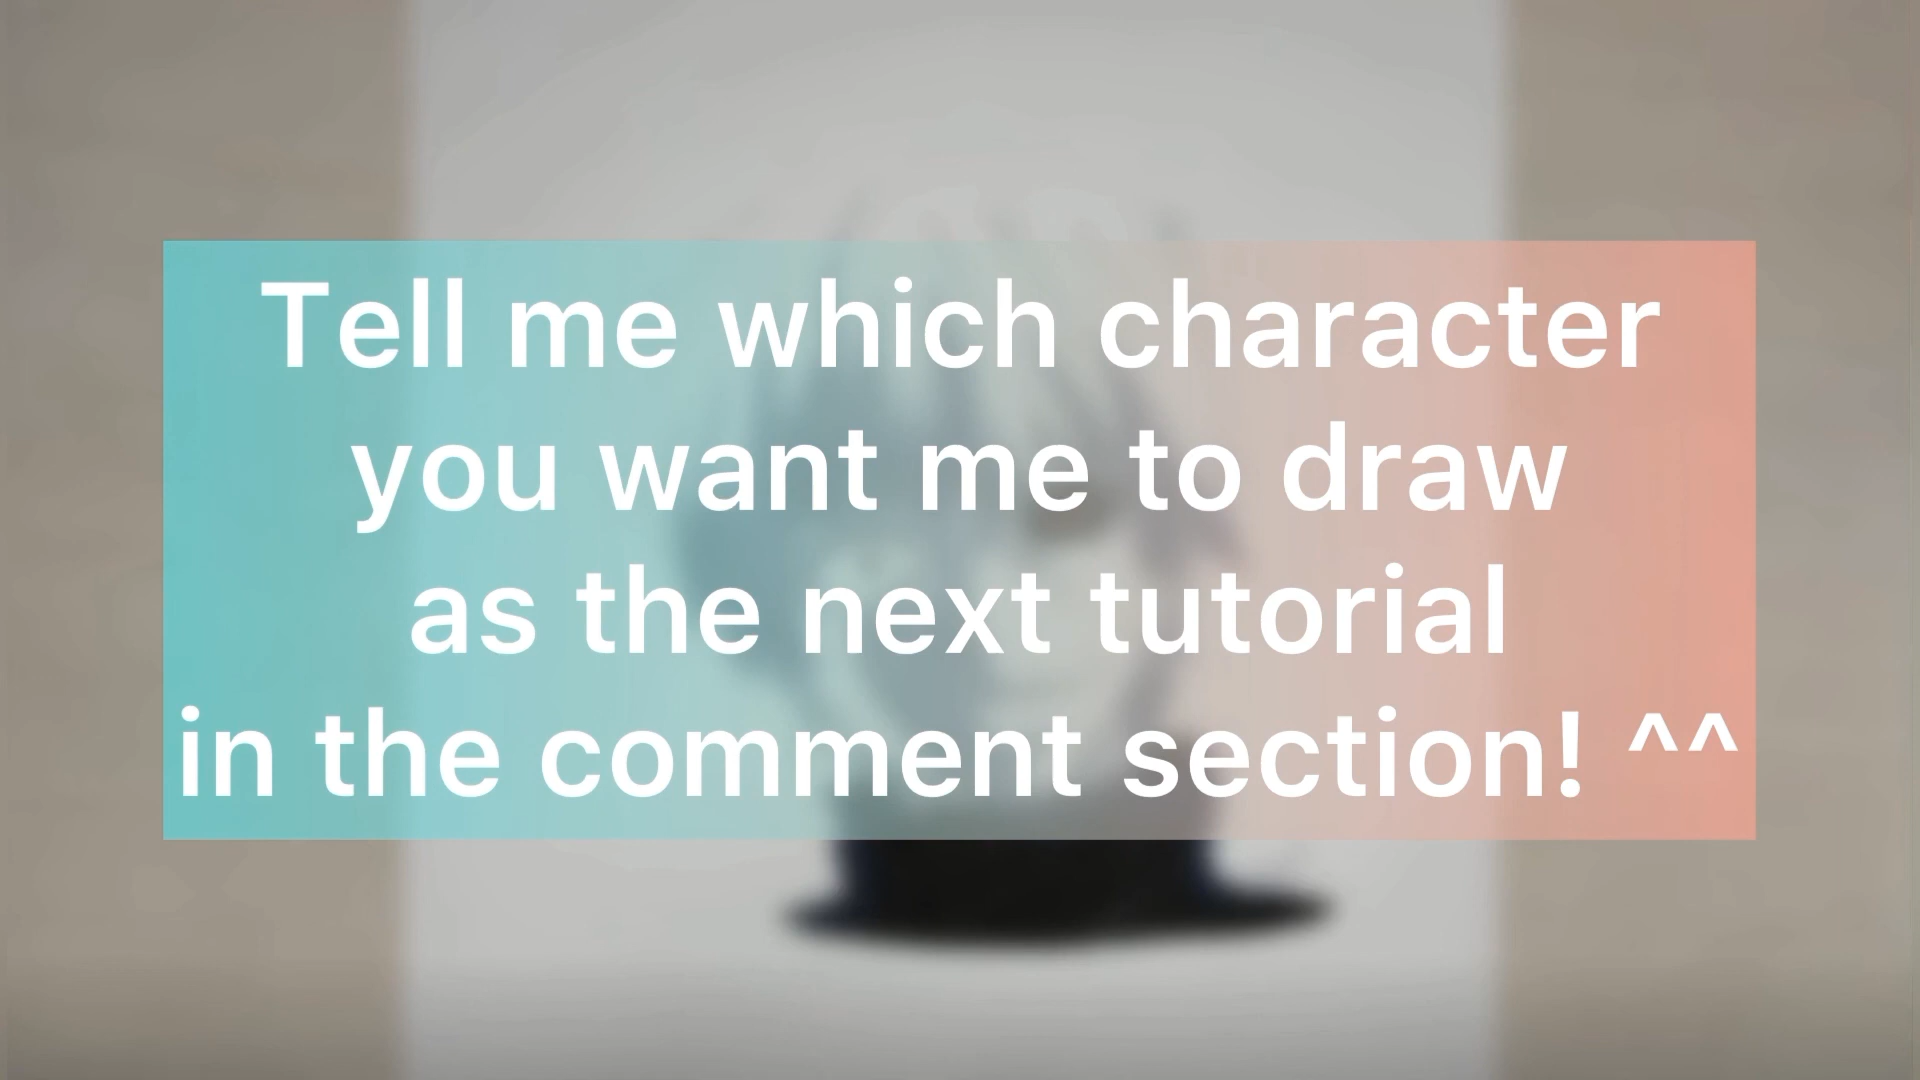 Tell me which character
you want me to draw
as the next tutorial
in the comment section! ^^